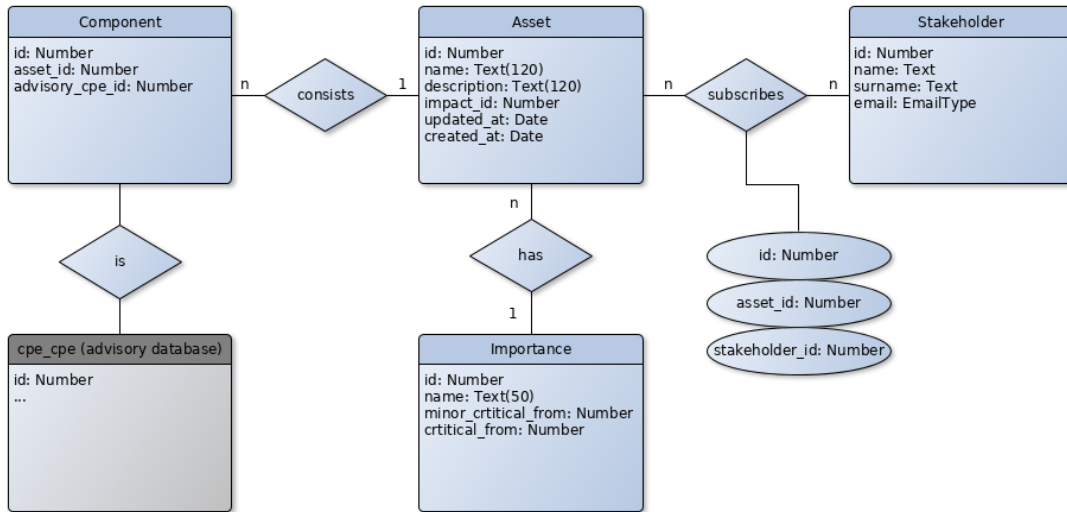 Component
id: Number
asset_id: Number
advisory_cpe_id: Number
n
consists
1
Asset
id: Number
name: Text(120)
description: Text(120)
impact_id: Number
updated_at: Date
created_at: Date
n
subscribes
n
Stakeholder
id: Number
name: Text
surname: Text
email: EmailType
is
n
has
1
id: Number
asset_id: Number
stakeholder_id: Number
cpe_cpe (advisory database)
id: Number
...
Importance
id: Number
name: Text(50)
minor_crtitical_from: Number
crtitical_from: Number